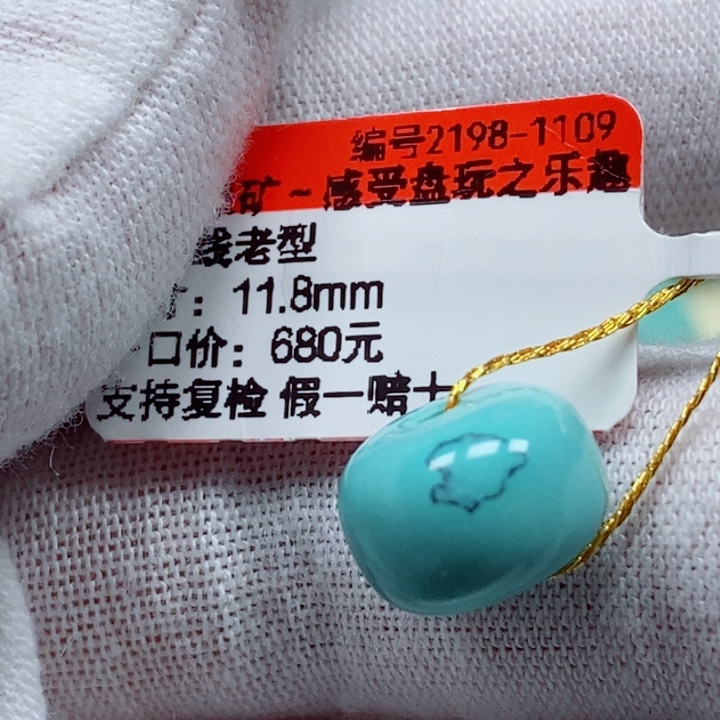 编号2198-1109
矿~感受盘玩之乐趣
线老型
寸：11.8mm
口价：680元
支持复检 假一赔十